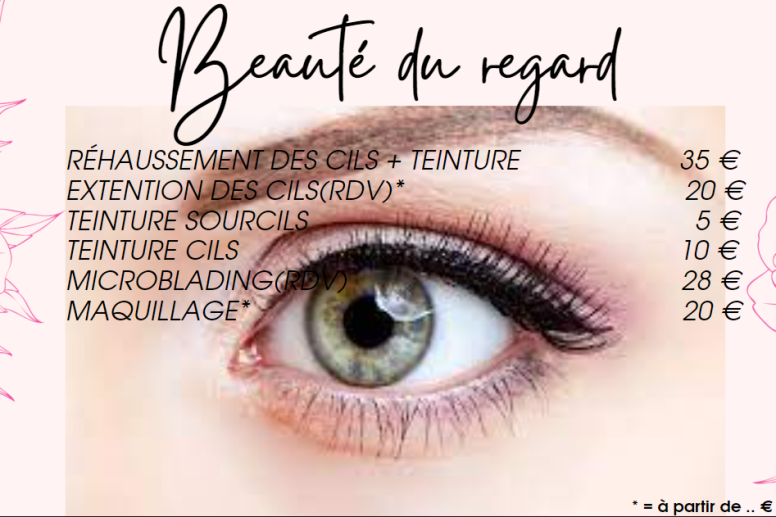 Beauté du regard
RÉHAUSSEMENT DES CILS + TEINTURE 35 €
EXTENTION DES CILS(RDV)* 20 €
TEINTURE SOURCILS 5 €
TEINTURE CILS 10 €
MICROBLADING(RDV) 28 €
MAQUILLAGE* 20 €
* = à partir de .. €